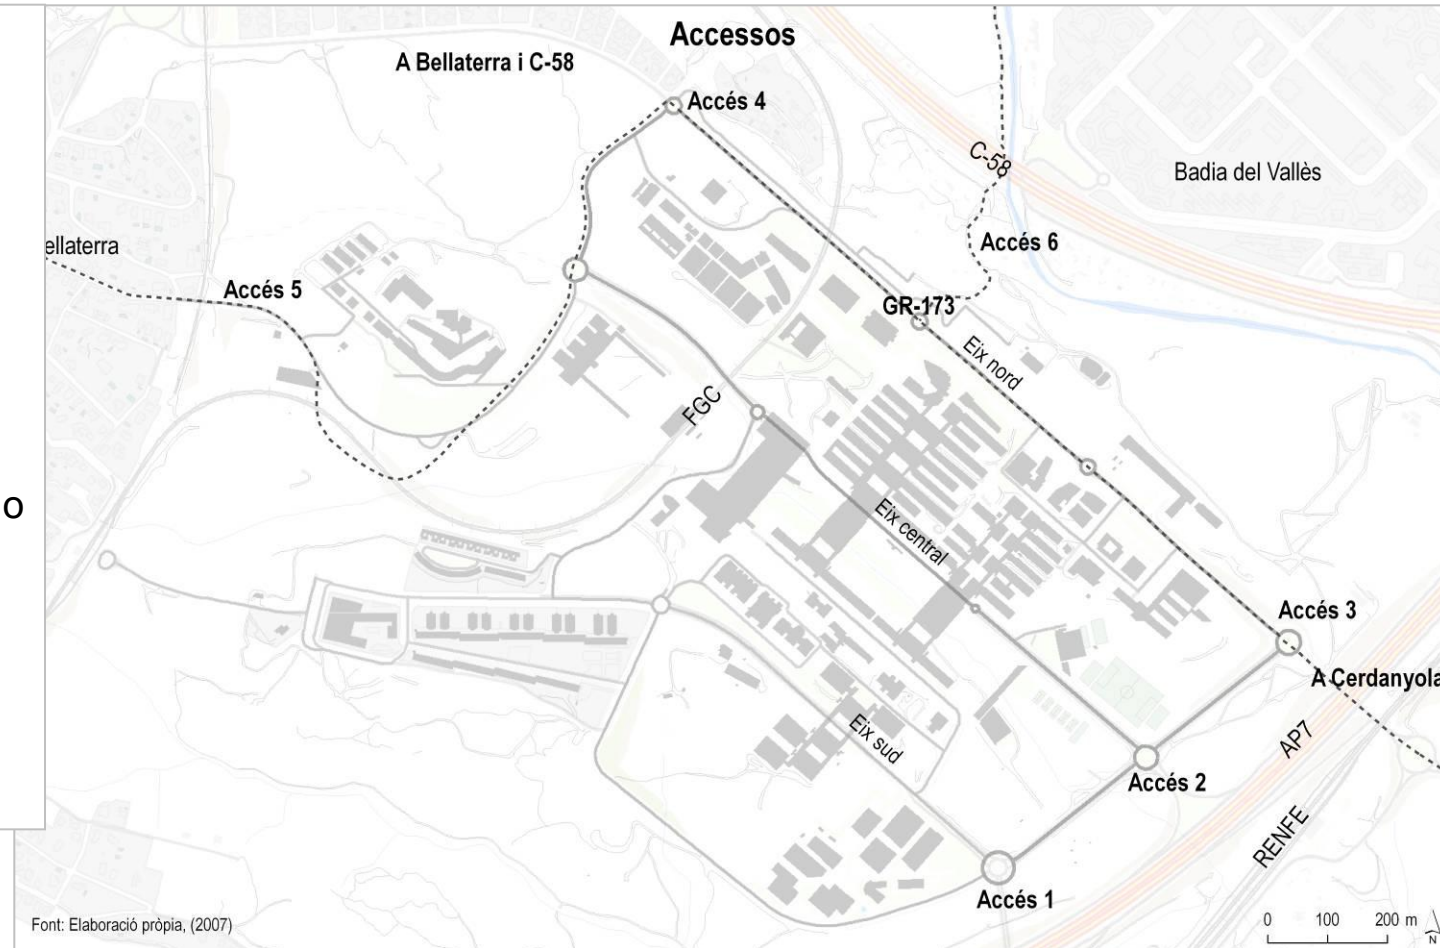 Accessos
A Bellaterra i C-58
Accés 4
C-58
Badia del Vallès
Accés 6
ellaterra
Accés 5
GR-173
Eix nord
FGC
o
Eix central
Accés 3
A Cerdanyola
Eix sud
AP7
Accés 2
RENFE
Accés 1
Font: Elaboració pròpia, (2007)
0 100 200 m
N